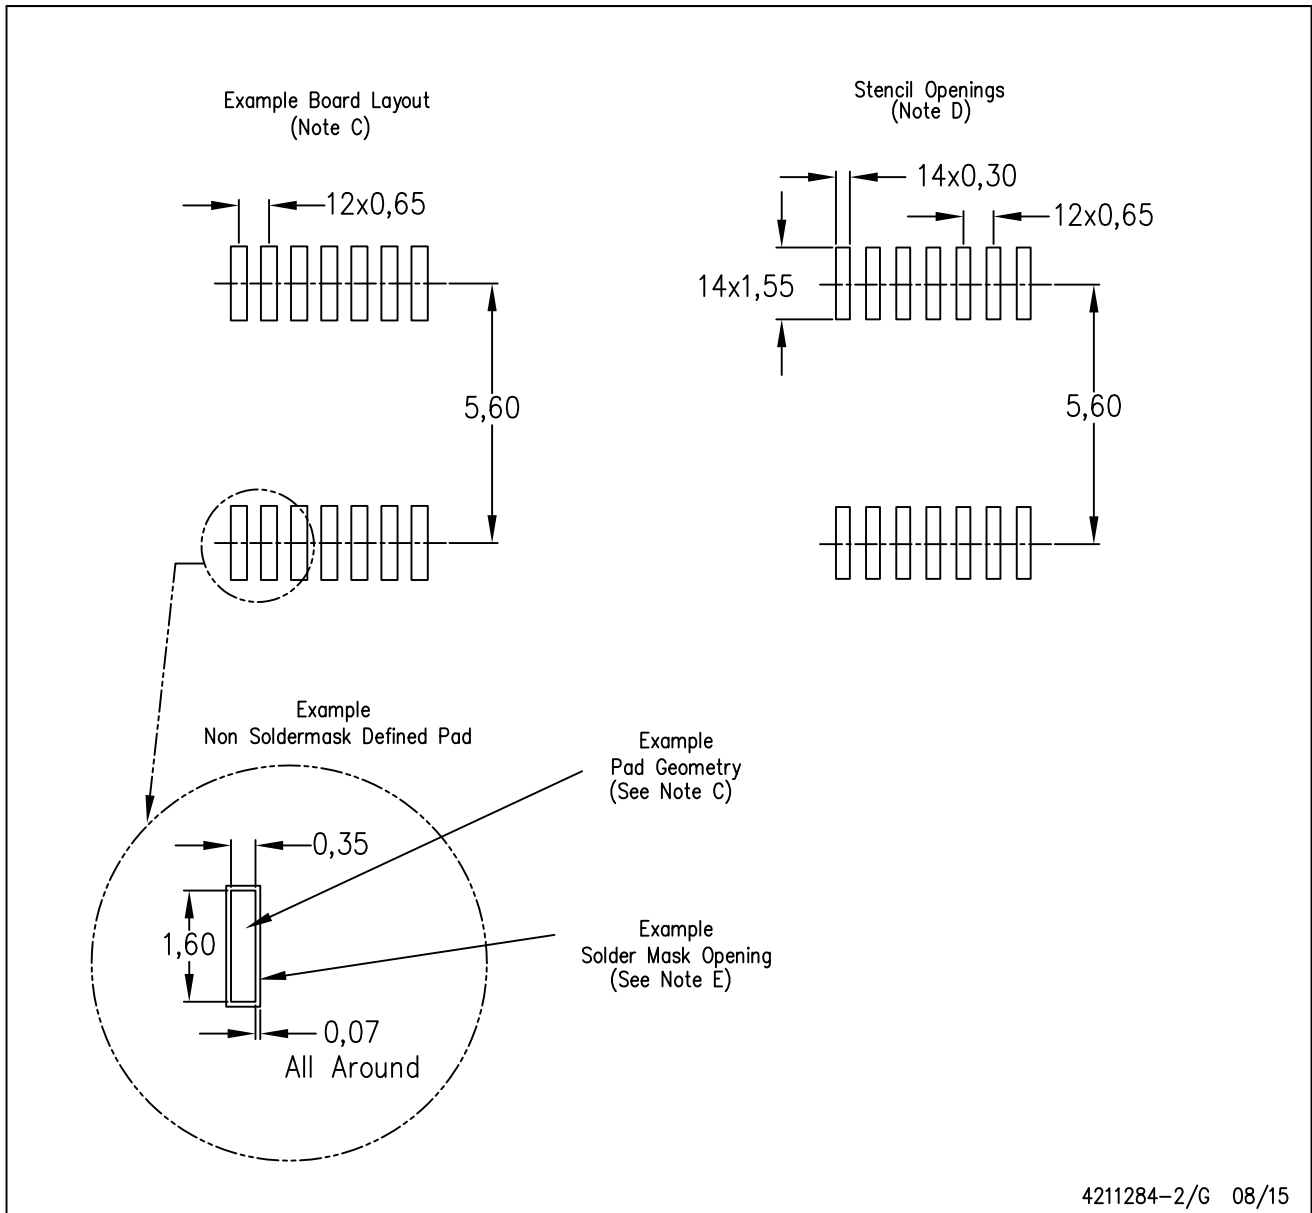 Example Board Layout
(Note C)
12x0,65
5,60
Stencil Openings
(Note D)
14x0,30
12x0,65
14x1,55
5,60
Example
Non Soldermask Defined Pad
0,35
1,60
0,07
All Around
Example
Pad Geometry
(See Note C)
Example
Solder Mask Opening
(See Note E)
4211284-2/G 08/15